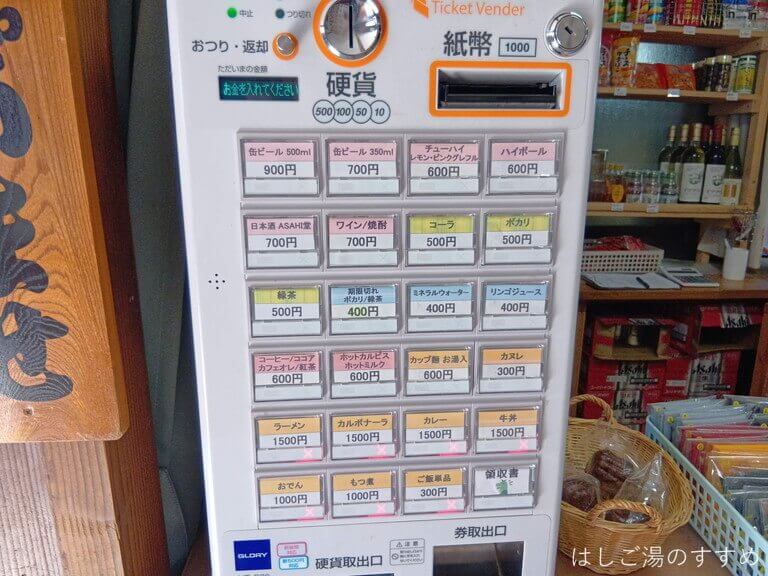 中止 つり切れ
Ticket Vender
おつり・返却
紙幣 1000
ただいまの金額
お金を入れてください
硬貨
500 100 50 10
缶ビール 500ml
900円
缶ビール 350ml
700円
チューハイ
レモン・ピンクグレフル
600円
ハイボール
600円
日本酒 ASAHI堂
700円
ワイン/焼酎
700円
コーラ
500円
ポカリ
500円
緑茶
500円
期限切れ
ポカリ/緑茶
400円
ミネラルウォーター
400円
リンゴジュース
400円
コーヒー/ココア
カフェオレ/紅茶
600円
ホットカルピス
ホットミルク
600円
カップ麺 お湯入
600円
カヌレ
300円
ラーメン
1500円
カルボナーラ
1500円
カレー
1500円
牛丼
1500円
おでん
1000円
もつ煮
1000円
ご飯単品
300円
領収書
GLORY
新紙幣
対応
新500円
対応
硬貨取出口
注意
券取出口
はしご湯のすすめ